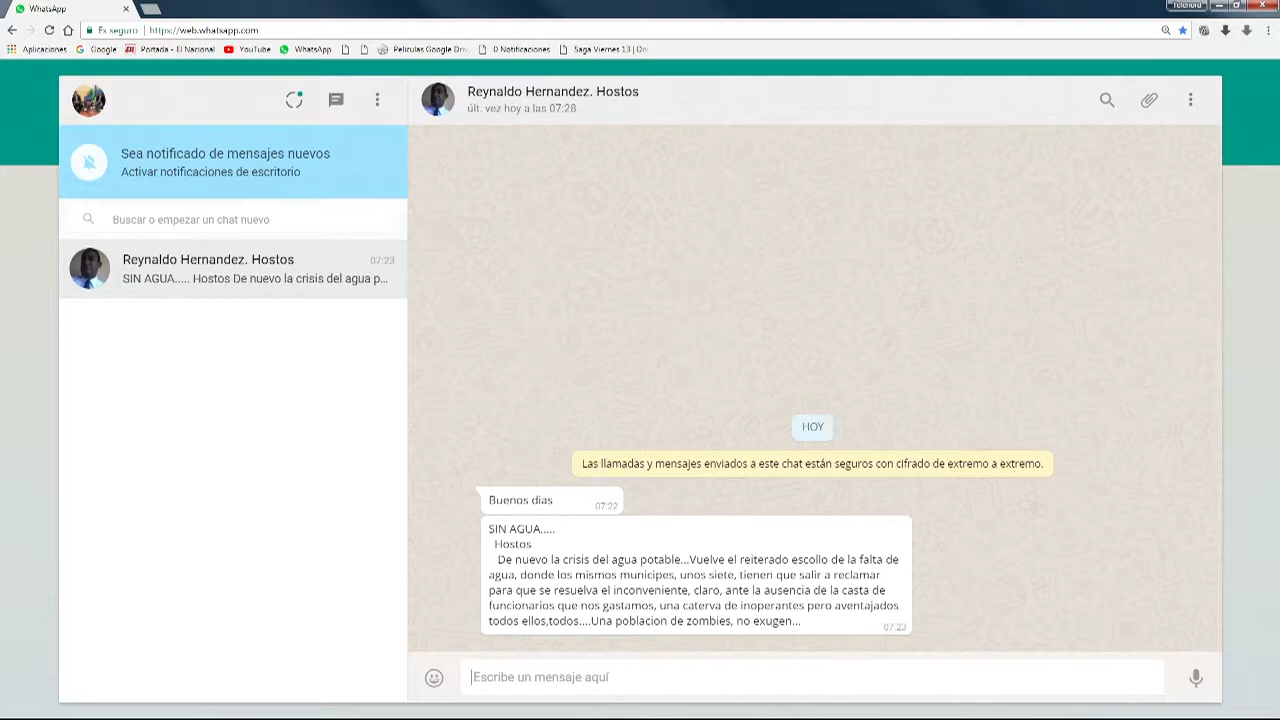 WhatsApp
Telenord
Es seguro
https://web.whatsapp.com
Aplicaciones
Google
Portada - El Nacional
YouTube
WhatsApp
Peliculas Google Dri
0 Notificaciones
Saga Viernes 13 | Do
Reynaldo Hernandez. Hostos
últ. vez hoy a las 07:28
Sea notificado de mensajes nuevos
Activar notificaciones de escritorio
Buscar o empezar un chat nuevo
Reynaldo Hernandez. Hostos
07:23
SIN AGUA..... Hostos De nuevo la crisis del agua p...
HOY
Las llamadas y mensajes enviados a este chat están seguros con cifrado de extremo a extremo.
Buenos dias
07:22
SIN AGUA.....
Hostos
De nuevo la crisis del agua potable...Vuelve el reiterado escollo de la falta de
agua, donde los mismos municipes, unos siete, tienen que salir a reclamar
para que se resuelva el inconveniente, claro, ante la ausencia de la casta de
funcionarios que nos gastamos, una caterva de inoperantes pero aventajados
todos ellos,todos....Una poblacion de zombies, no exugen...
07:23
Escribe un mensaje aquí